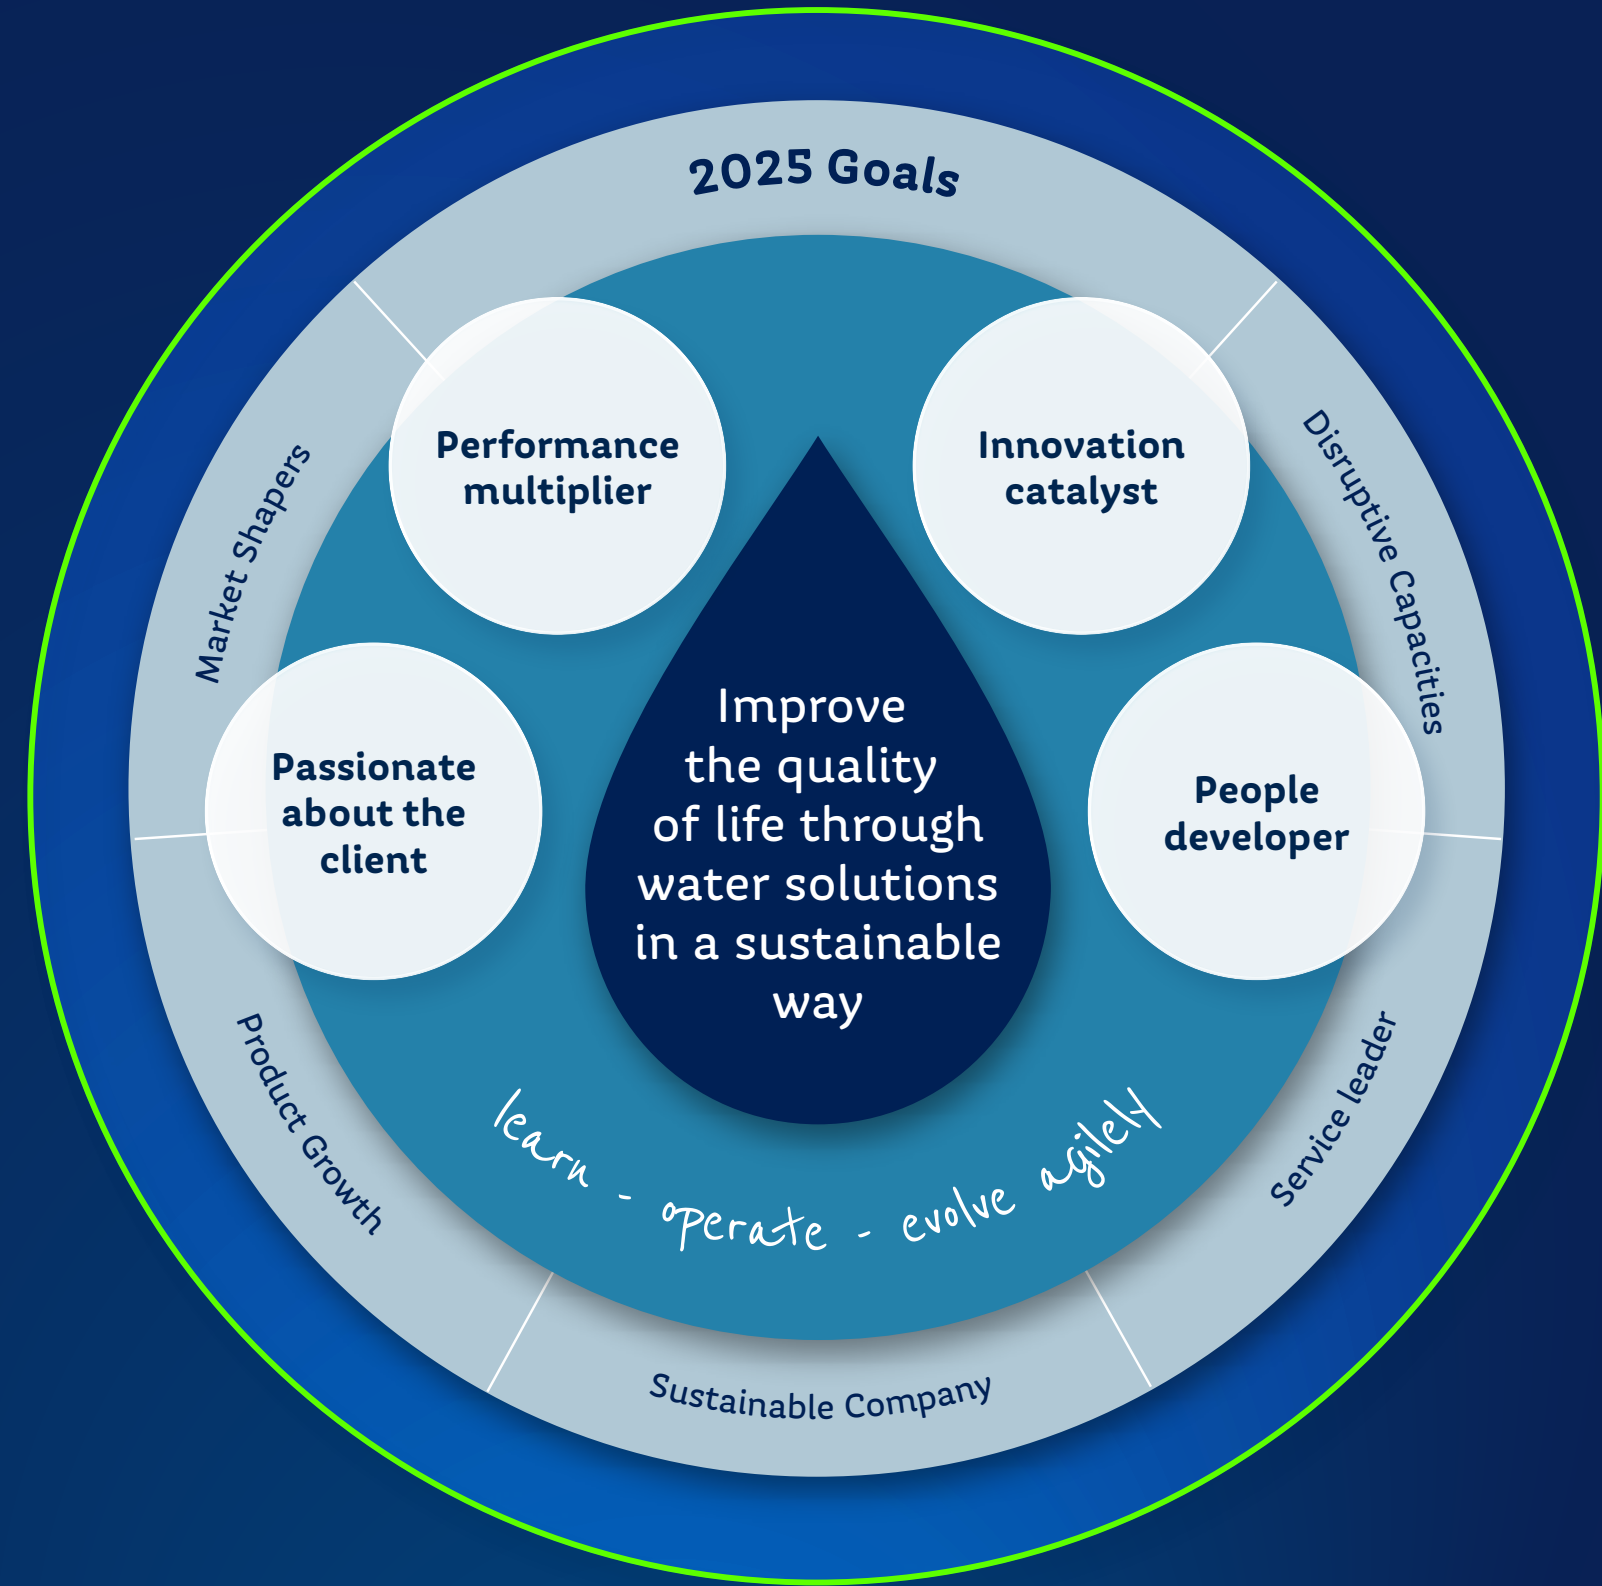 2025 Goals
Performance
multiplier
Innovation
catalyst
Disruptive Capacities
Market Shapers
Passionate
about the
client
People
developer
Improve
the quality
of life through
water solutions
in a sustainable
way
Product Growth
Service leader
learn - operate - evolve agilely
Sustainable Company